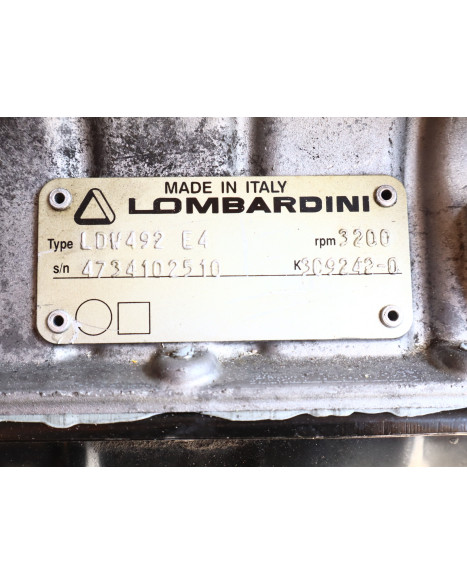 MADE IN ITALY
LOMBARDINI
Type LDW492 E4 rpm 3200
s/n 4734102510 K3C9242-0